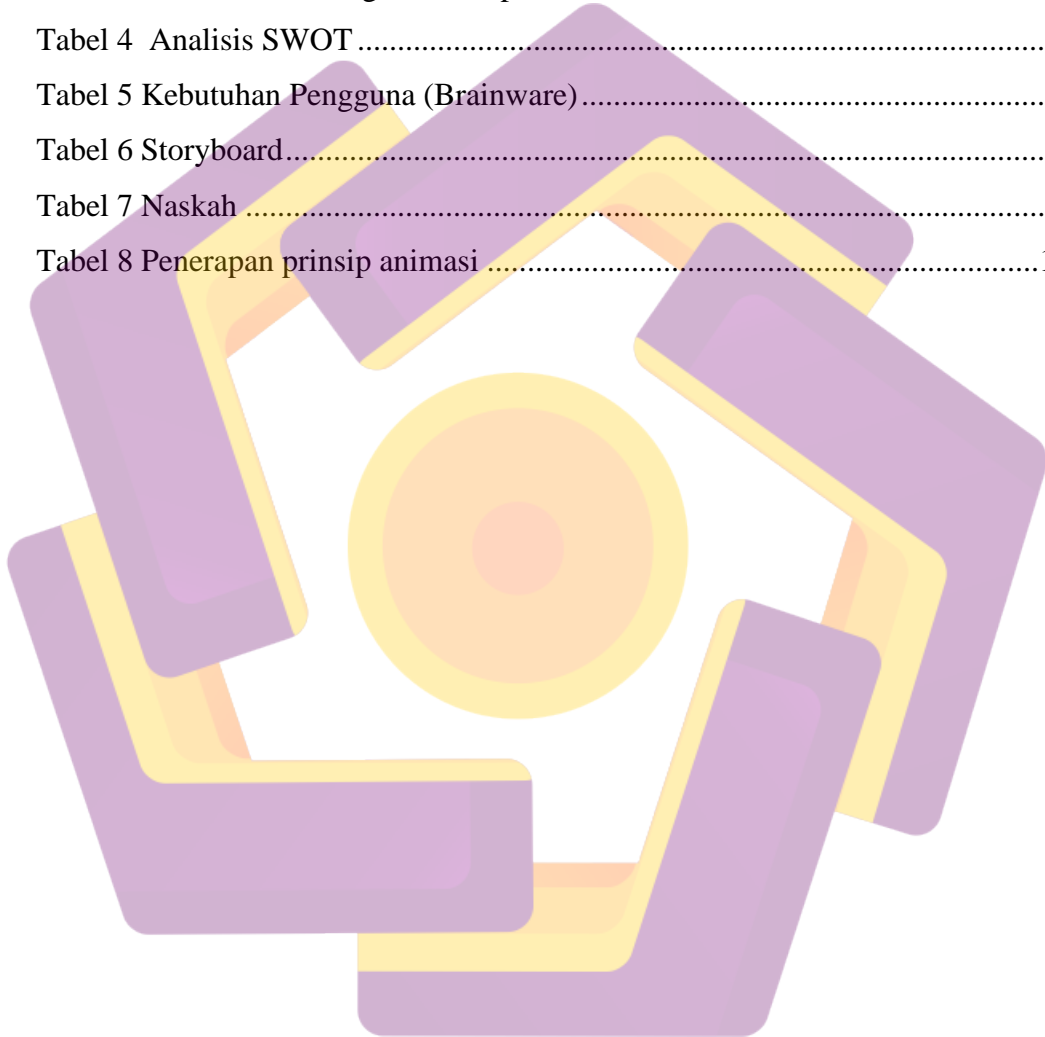 Tabel 4  Analisis SWOT ................................................................................
Tabel 5 Kebutuhan Pengguna (Brainware) ......................................................
Tabel 6 Storyboard ..........................................................................................
Tabel 7 Naskah ................................................................................................
Tabel 8 Penerapan prinsip animasi ................................................................ 1